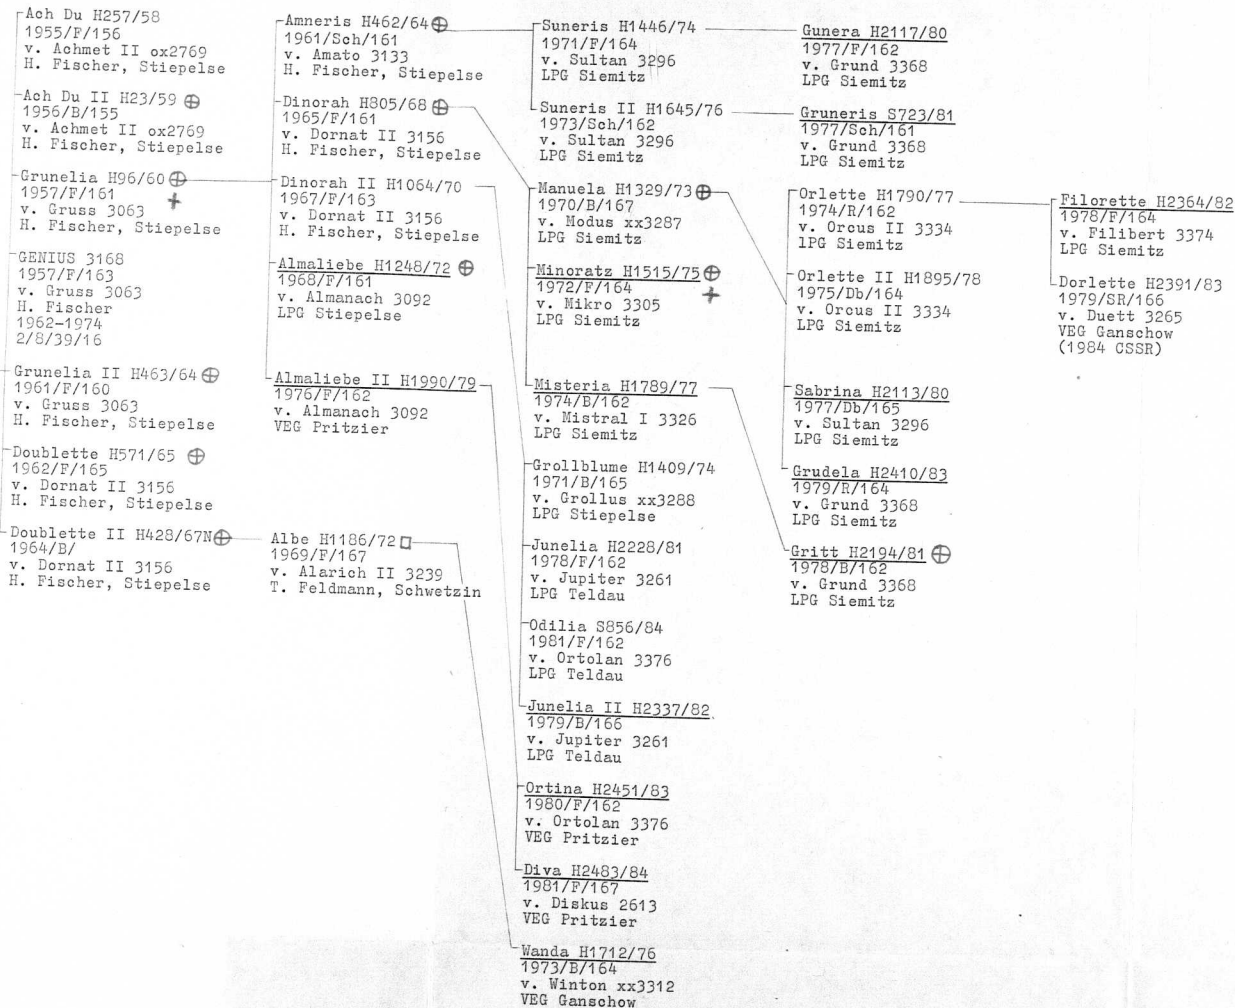 Ach Du H257/58
1955/F/156
v. Achmet II ox2769
H. Fischer, Stiepelse
Ach Du II H23/59 ⊕
1956/B/155
v. Achmet II ox2769
H. Fischer, Stiepelse
Grunelia H96/60 ⊕
1957/F/161 +
v. Gruss 3063
H. Fischer, Stiepelse
GENIUS 3168
1957/F/163
v. Gruss 3063
H. Fischer
1962-1974
2/8/39/16
Grunelia II H463/64 ⊕
1961/F/160
v. Gruss 3063
H. Fischer, Stiepelse
Doublette H571/65 ⊕
1962/F/165
v. Dornat II 3156
H. Fischer, Stiepelse
Doublette II H428/67N ⊕
1964/B/
v. Dornat II 3156
H. Fischer, Stiepelse
Amneris H462/64 ⊕
1961/Sch/161
v. Amato 3133
H. Fischer, Stiepelse
Dinorah H805/68 ⊕
1965/F/161
v. Dornat II 3156
H. Fischer, Stiepelse
Dinorah II H1064/70
1967/F/163
v. Dornat II 3156
H. Fischer, Stiepelse
Almaliebe H1248/72 ⊕
1968/F/161
v. Almanach 3092
LPG Stiepelse
Almaliebe II H1990/79
1976/F/162
v. Almanach 3092
VEG Pritzier
Albe H1186/72 □
1969/F/167
v. Alarich II 3239
T. Feldmann, Schwetzin
Suneris H1446/74
1971/F/164
v. Sultan 3296
LPG Siemitz
Suneris II H1645/76
1973/Sch/162
v. Sultan 3296
LPG Siemitz
Manuela H1329/73 ⊕
1970/B/167
v. Modus xx3287
LPG Siemitz
Minoratz H1515/75 ⊕
1972/F/164 +
v. Mikro 3305
LPG Siemitz
Misteria H1789/77
1974/B/162
v. Mistral I 3326
LPG Siemitz
Grollblume H1409/74
1971/B/165
v. Grollus xx3288
LPG Stiepelse
Junelia H2228/81
1978/F/162
v. Jupiter 3261
LPG Teldau
Odilia S856/84
1981/F/162
v. Ortolan 3376
LPG Teldau
Junelia II H2337/82
1979/B/166
v. Jupiter 3261
LPG Teldau
Ortina H2451/83
1980/F/162
v. Ortolan 3376
VEG Pritzier
Diva H2483/84
1981/F/167
v. Diskus 2613
VEG Pritzier
Wanda H1712/76
1973/B/164
v. Winton xx3312
VEG Ganschow
Gunera H2117/80
1977/F/162
v. Grund 3368
LPG Siemitz
Gruneris S723/81
1977/Sch/161
v. Grund 3368
LPG Siemitz
Orlette H1790/77
1974/R/162
v. Orcus II 3334
lPG Siemitz
Orlette II H1895/78
1975/Db/164
v. Orcus II 3334
LPG Siemitz
Sabrina H2113/80
1977/Db/165
v. Sultan 3296
LPG Siemitz
Grudela H2410/83
1979/R/164
v. Grund 3368
LPG Siemitz
Gritt H2194/81 ⊕
1978/B/162
v. Grund 3368
LPG Siemitz
Filorette H2364/82
1978/F/164
v. Filibert 3374
LPG Siemitz
Dorlette H2391/83
1979/SR/166
v. Duett 3265
VEG Ganschow
(1984 CSSR)